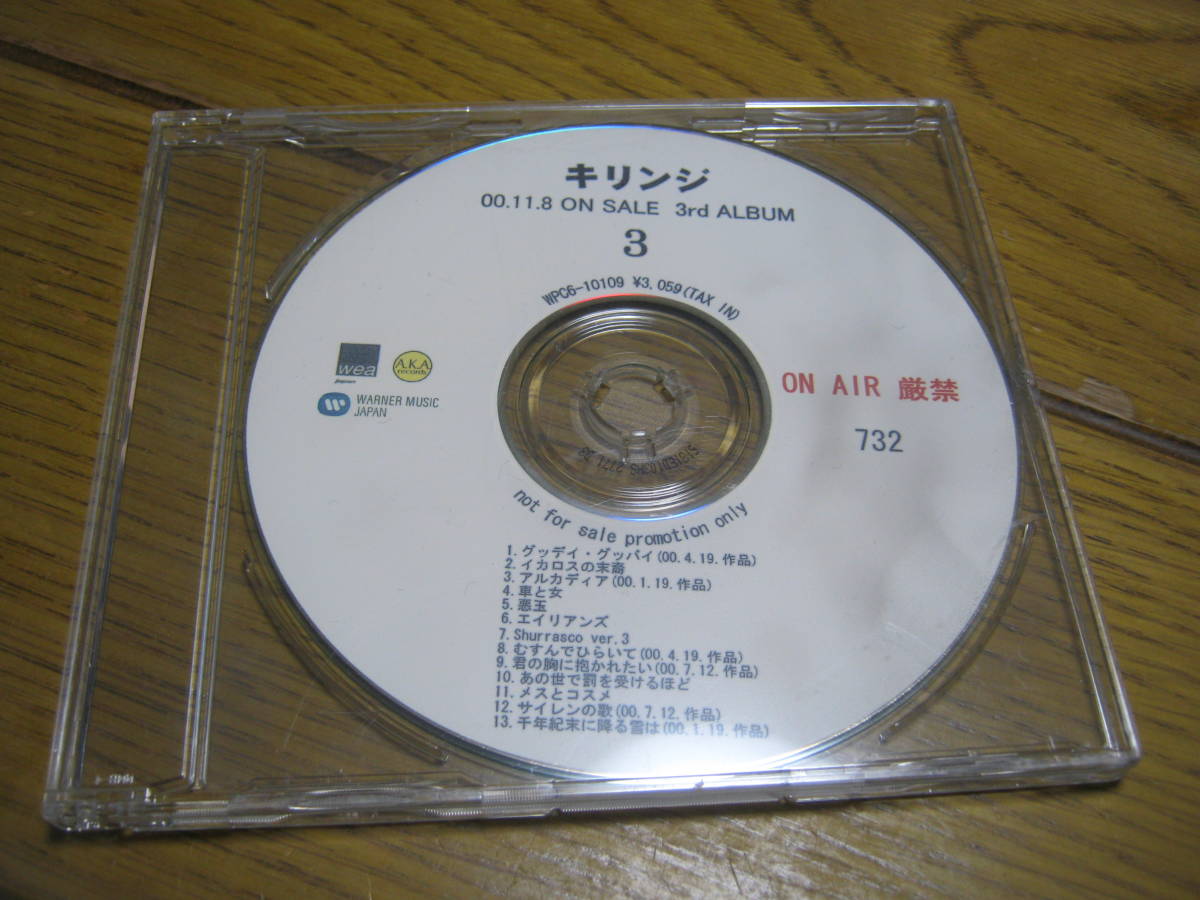 キリンジ
00.11.8 ON SALE 3rd ALBUM
3
WPC6-10109 ¥3,059(TAX IN)
wea
A.K.A
records
WARNER MUSIC
JAPAN
ON AIR 厳禁
732
not for sale promotion only
1. グッデイ・グッバイ(00.4.19.作品)
2. イカロスの末裔
3. アルカディア(00.1.19.作品)
4. 車と女
5. 悪玉
6. エイリアンズ
7. Shurrasco ver.3
8. むすんでひらいて(00.4.19.作品)
9. 君の胸に抱かれたい(00.7.12.作品)
10. あの世で罰を受けるほど
11. メスとコスメ
12. サイレンの歌(00.7.12.作品)
13. 千年紀末に降る雪は(00.1.19.作品)